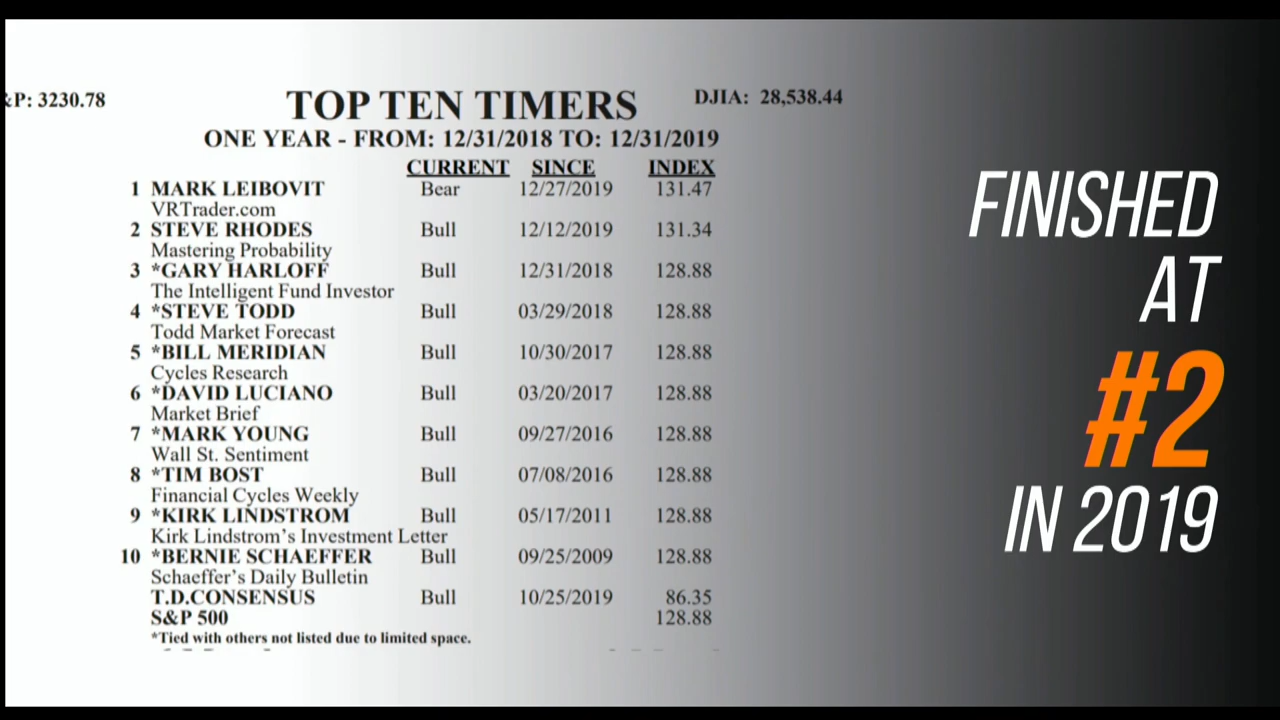 &P: 3230.78
TOP TEN TIMERS
DJIA: 28,538.44
ONE YEAR - FROM: 12/31/2018 TO: 12/31/2019
CURRENT SINCE INDEX
1 MARK LEIBOVIT Bear 12/27/2019 131.47
VRTrader.com
2 STEVE RHODES Bull 12/12/2019 131.34
Mastering Probability
3 *GARY HARLOFF Bull 12/31/2018 128.88
The Intelligent Fund Investor
4 *STEVE TODD Bull 03/29/2018 128.88
Todd Market Forecast
5 *BILL MERIDIAN Bull 10/30/2017 128.88
Cycles Research
6 *DAVID LUCIANO Bull 03/20/2017 128.88
Market Brief
7 *MARK YOUNG Bull 09/27/2016 128.88
Wall St. Sentiment
8 *TIM BOST Bull 07/08/2016 128.88
Financial Cycles Weekly
9 *KIRK LINDSTROM Bull 05/17/2011 128.88
Kirk Lindstrom's Investment Letter
10 *BERNIE SCHAEFFER Bull 09/25/2009 128.88
Schaeffer's Daily Bulletin
T.D.CONSENSUS Bull 10/25/2019 86.35
S&P 500 128.88
*Tied with others not listed due to limited space.
FINISHED
AT
#2
IN 2019